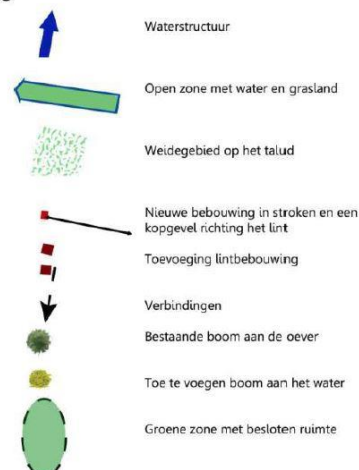 Waterstructuur
Open zone met water en grasland
Weidegebied op het talud
Nieuwe bebouwing in stroken en een
kopgevel richting het lint
Toevoeging lintbebouwing
Verbindingen
Bestaande boom aan de oever
Toe te voegen boom aan het water
Groene zone met besloten ruimte